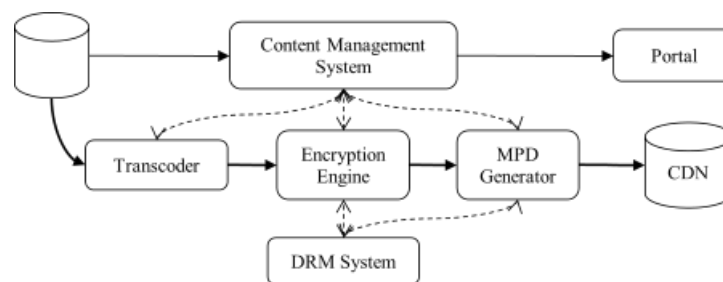 Content Management
System
Portal
Transcoder
Encryption
Engine
MPD
Generator
CDN
DRM System